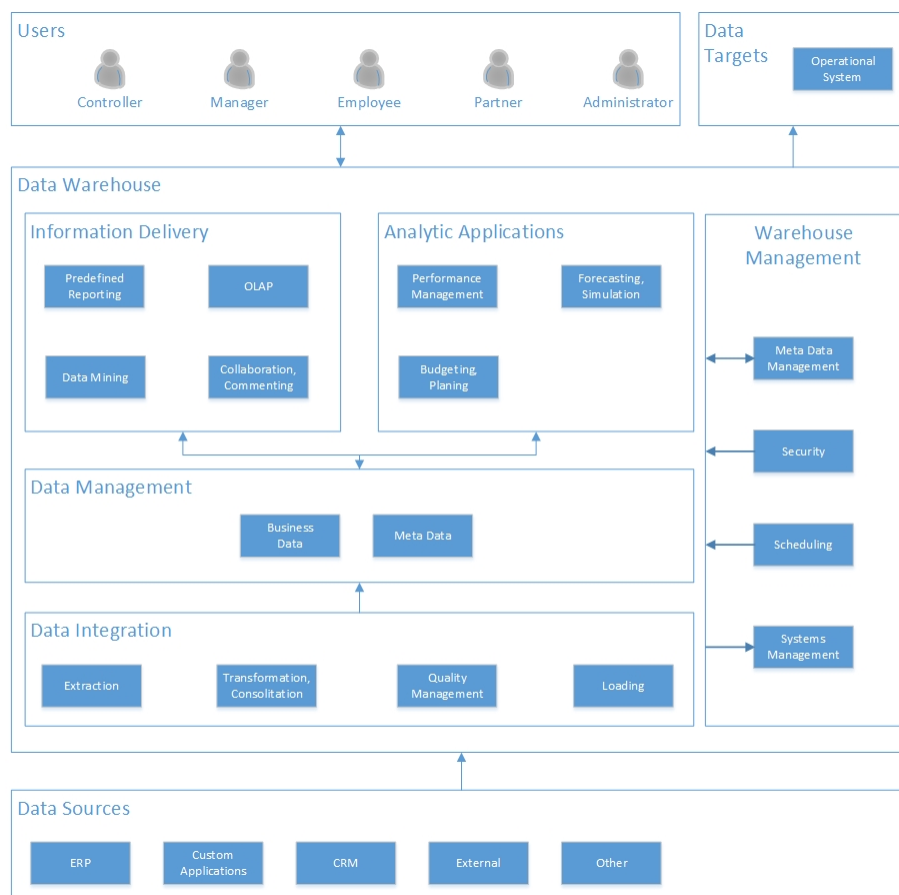 Users
Controller
Manager
Employee
Partner
Administrator
Data
Targets
Operational
System
Data Warehouse
Information Delivery
Predefined
Reporting
OLAP
Data Mining
Collaboration,
Commenting
Analytic Applications
Performance
Management
Forecasting,
Simulation
Budgeting,
Planing
Warehouse
Management
Meta Data
Management
Security
Scheduling
Systems
Management
Data Management
Business
Data
Meta Data
Data Integration
Extraction
Transformation,
Consolitation
Quality
Management
Loading
Data Sources
ERP
Custom
Applications
CRM
External
Other